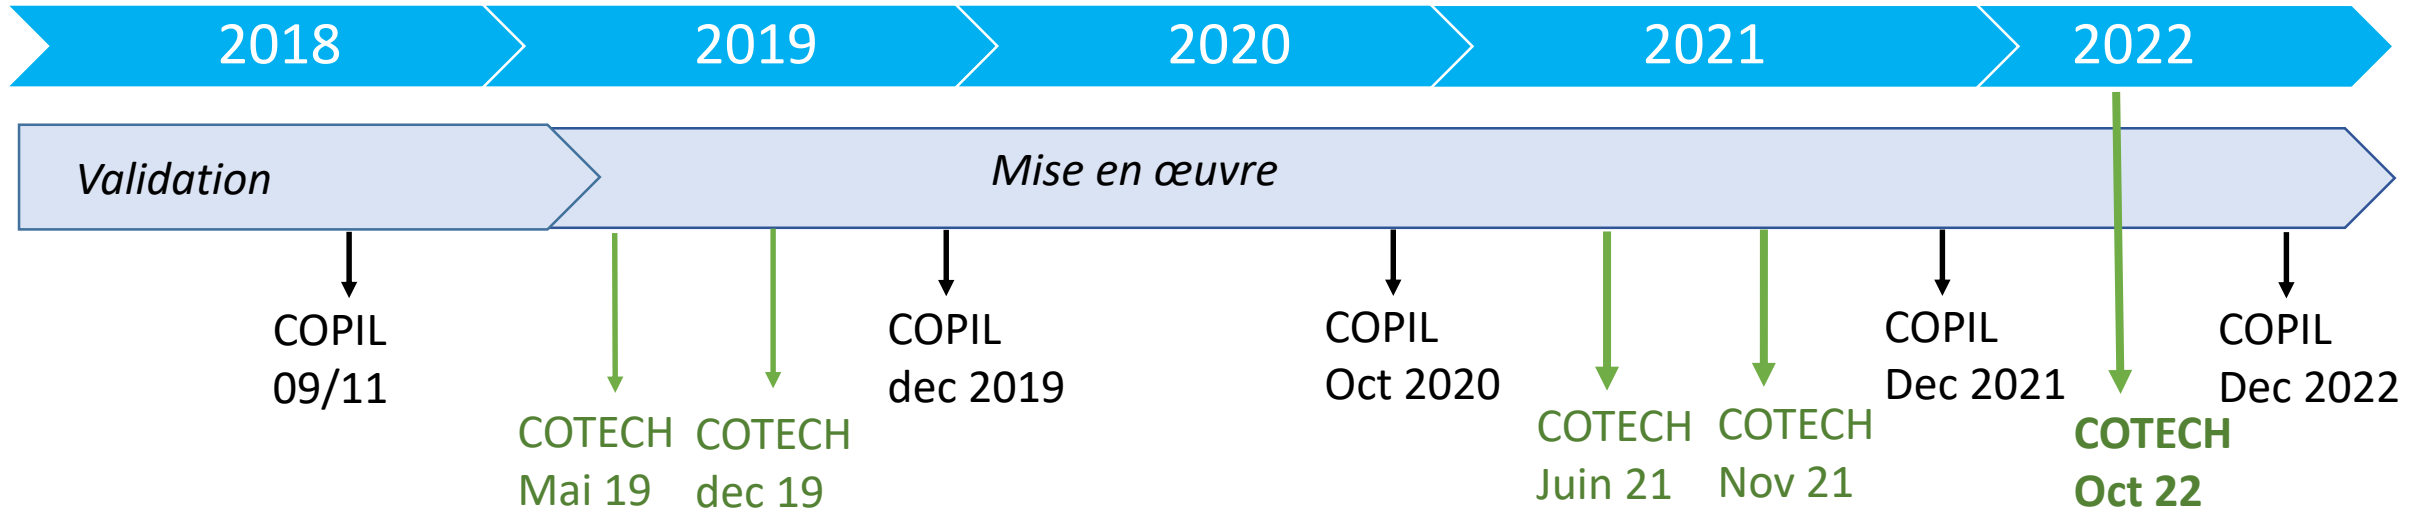 2018
2019
2020
2021
2022
Validation
Mise en œuvre
COPIL
09/11
COTECH
Mai 19
COTECH
dec 19
COPIL
dec 2019
COPIL
Oct 2020
COTECH
Juin 21
COTECH
Nov 21
COPIL
Dec 2021
COTECH
Oct 22
COPIL
Dec 2022